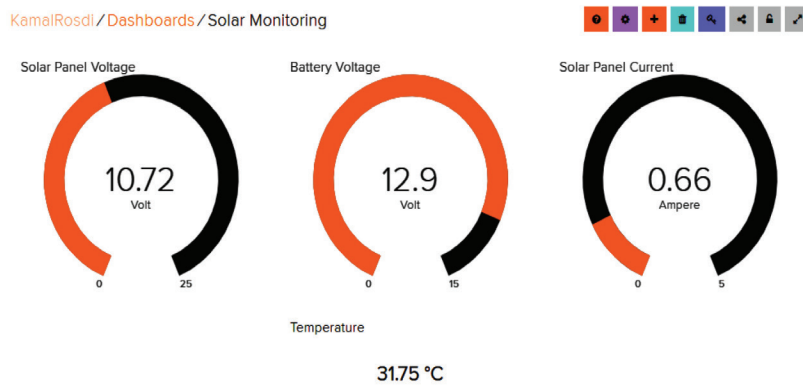 KamalRosdi/Dashboards/Solar Monitoring
Solar Panel Voltage
10.72
Volt
0 25
Battery Voltage
12.9
Volt
0 15
Solar Panel Current
0.66
Ampere
0 5
Temperature
31.75 °C